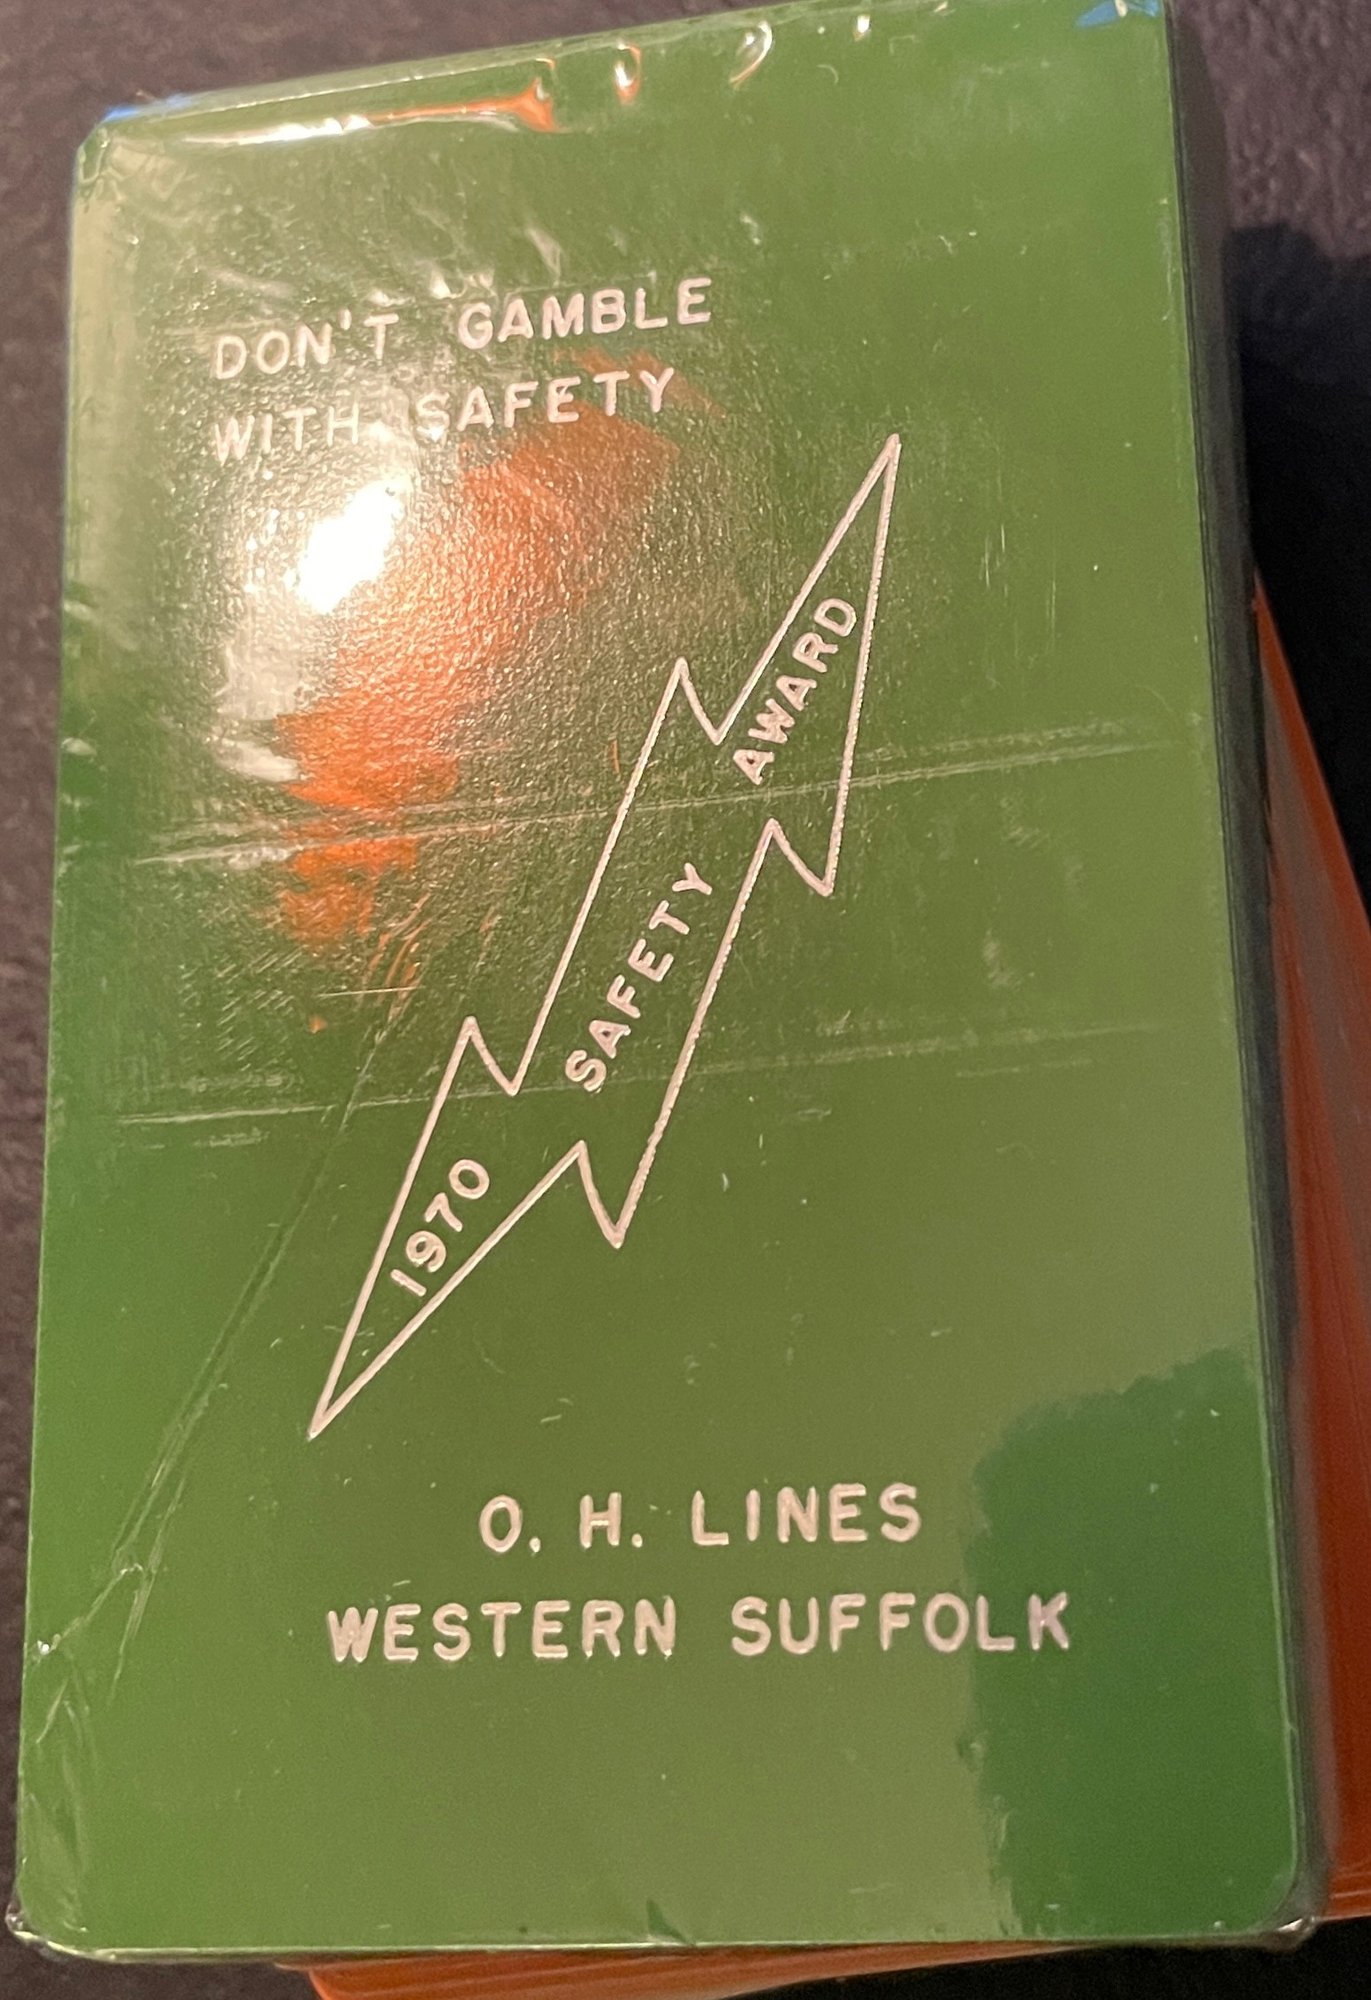 DON'T GAMBLE
WITH SAFETY
1970 SAFETY AWARD
O. H. LINES
WESTERN SUFFOLK